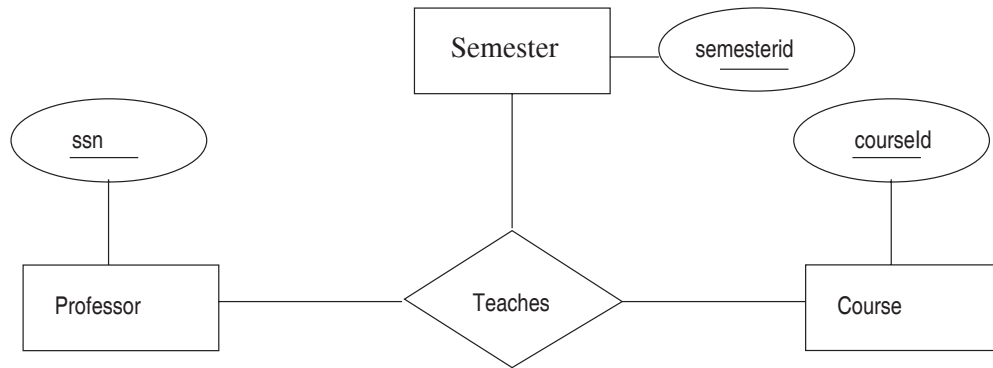 Semester
semesterid
ssn
courseId
Professor
Teaches
Course